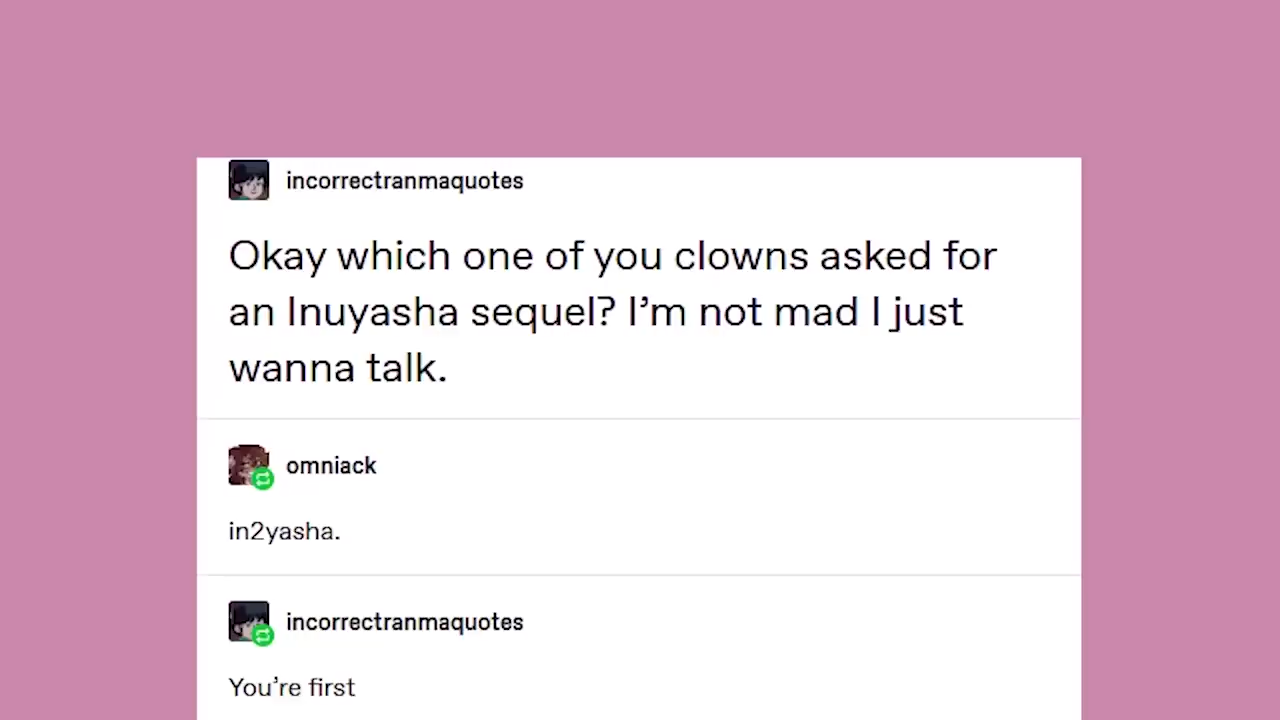 incorrectranmaquotes
Okay which one of you clowns asked for
an Inuyasha sequel? I’m not mad I just
wanna talk.
omniack
in2yasha.
incorrectranmaquotes
You’re first